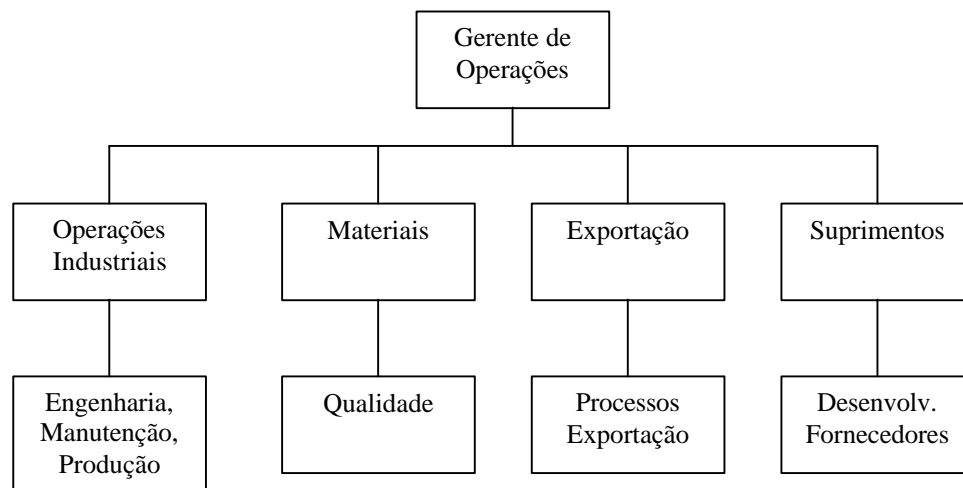 Gerente de
Operações
Operações
Industriais
Materiais
Exportação
Suprimentos
Engenharia,
Manutenção,
Produção
Qualidade
Processos
Exportação
Desenvolv.
Fornecedores